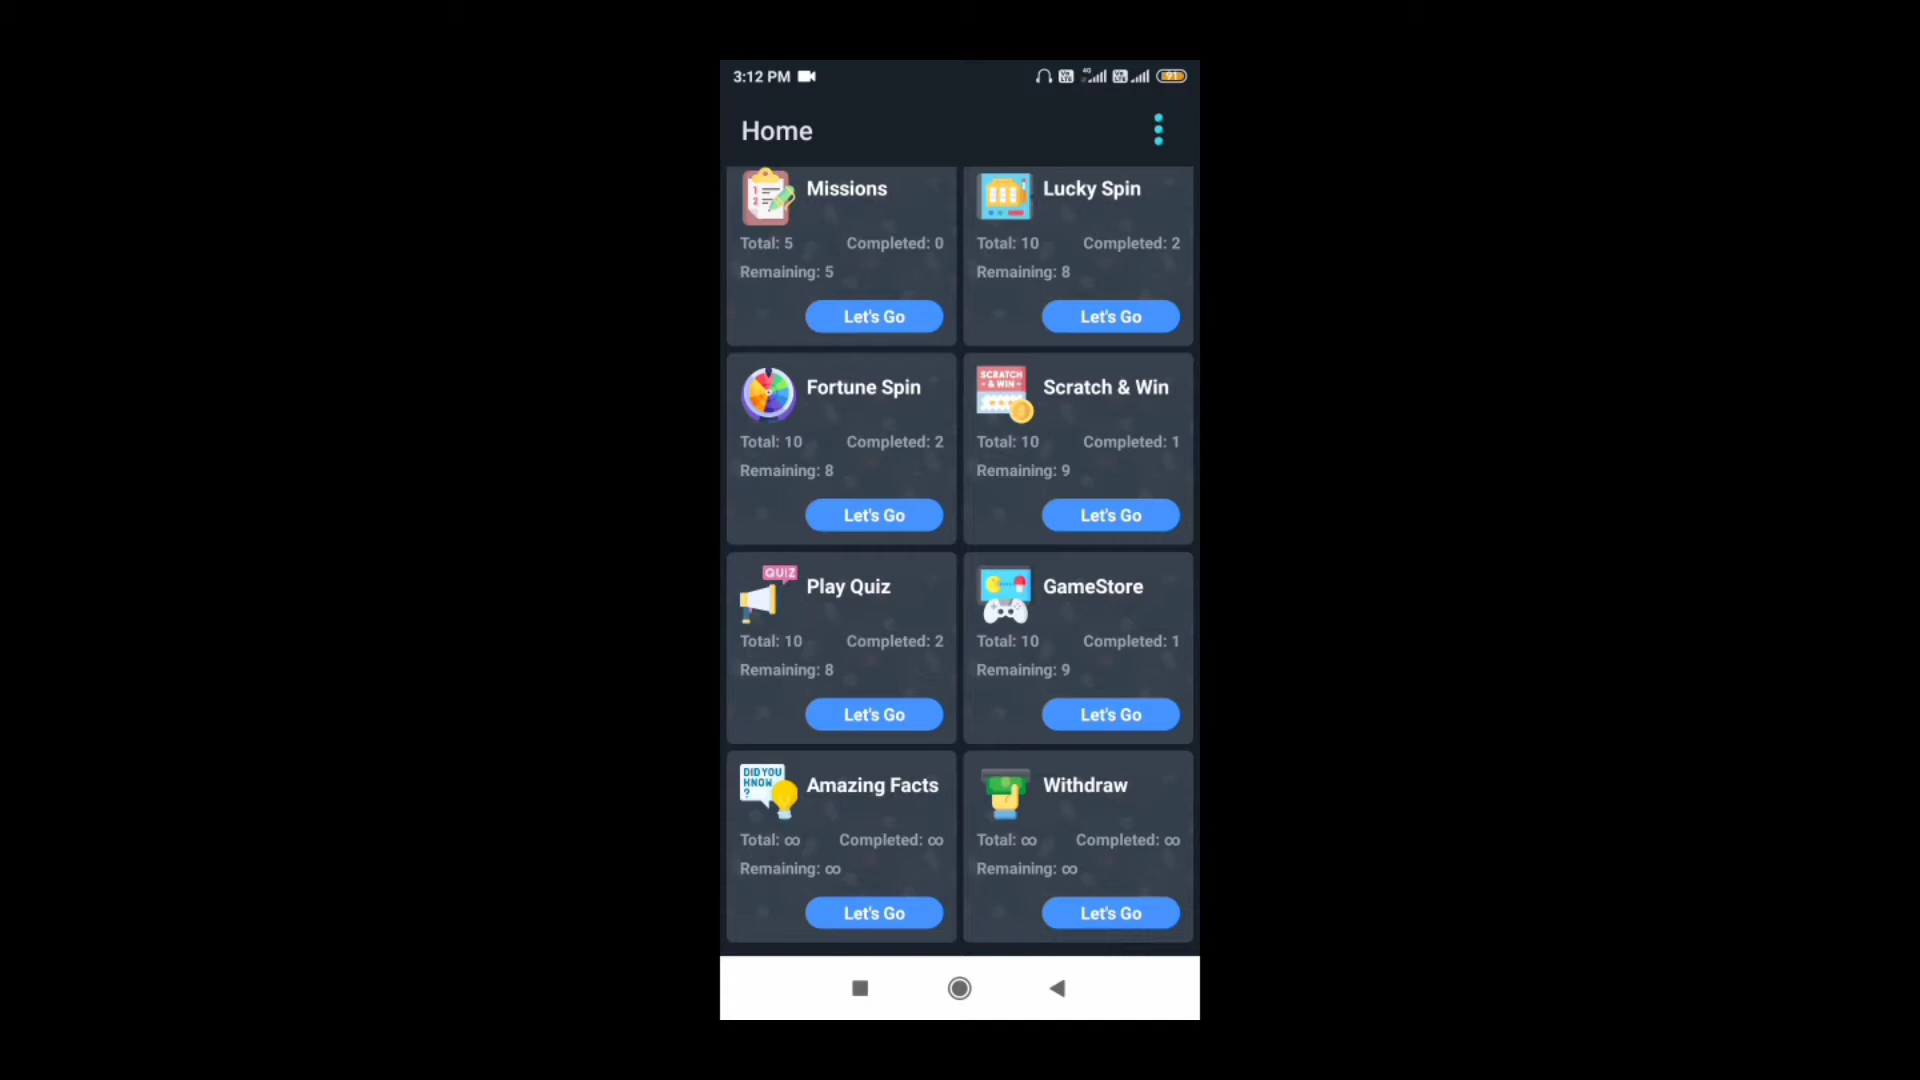 3:12 PM
91
Home
Missions
Total: 5 Completed: 0
Remaining: 5
Let's Go
Lucky Spin
Total: 10 Completed: 2
Remaining: 8
Let's Go
Fortune Spin
Total: 10 Completed: 2
Remaining: 8
Let's Go
SCRATCH
& WIN
Scratch & Win
Total: 10 Completed: 1
Remaining: 9
Let's Go
QUIZ
Play Quiz
Total: 10 Completed: 2
Remaining: 8
Let's Go
GameStore
Total: 10 Completed: 1
Remaining: 9
Let's Go
DID YOU
KNOW
?
Amazing Facts
Total: ∞ Completed: ∞
Remaining: ∞
Let's Go
Withdraw
Total: ∞ Completed: ∞
Remaining: ∞
Let's Go